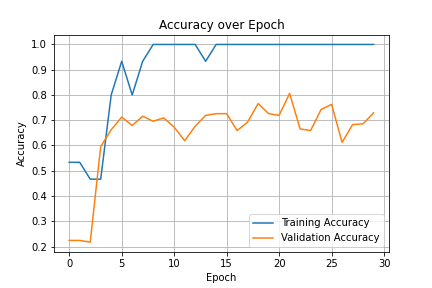 Accuracy over Epoch
1.0
0.9
0.8
0.7
0.6
0.5
0.4
0.3
0.2
Accuracy
Training Accuracy
Validation Accuracy
0 5 10 15 20 25 30
Epoch